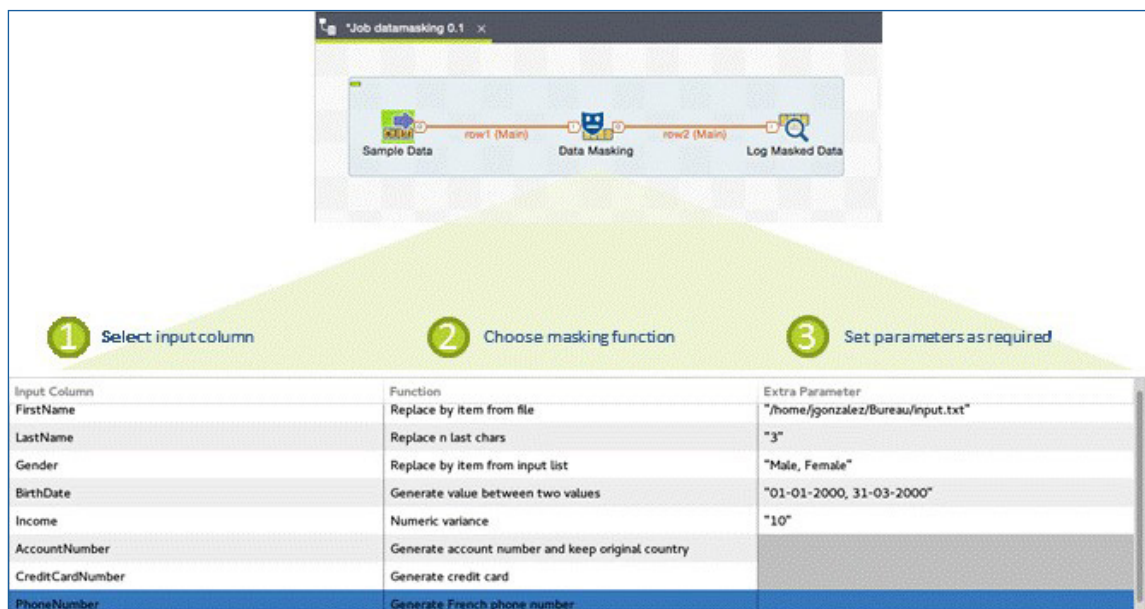 *Job datamasking 0.1
row1 (Main)
row2 (Main)
Sample Data
Data Masking
Log Masked Data
1 Select input column
2 Choose masking function
3 Set parameters as required
Input Column Function Extra Parameter
FirstName Replace by item from file "/home/jgonzalez/Bureau/input.txt"
LastName Replace n last chars "3"
Gender Replace by item from input list "Male, Female"
BirthDate Generate value between two values "01-01-2000, 31-03-2000"
Income Numeric variance "10"
AccountNumber Generate account number and keep original country
CreditCardNumber Generate credit card
PhoneNumber Generate French phone number